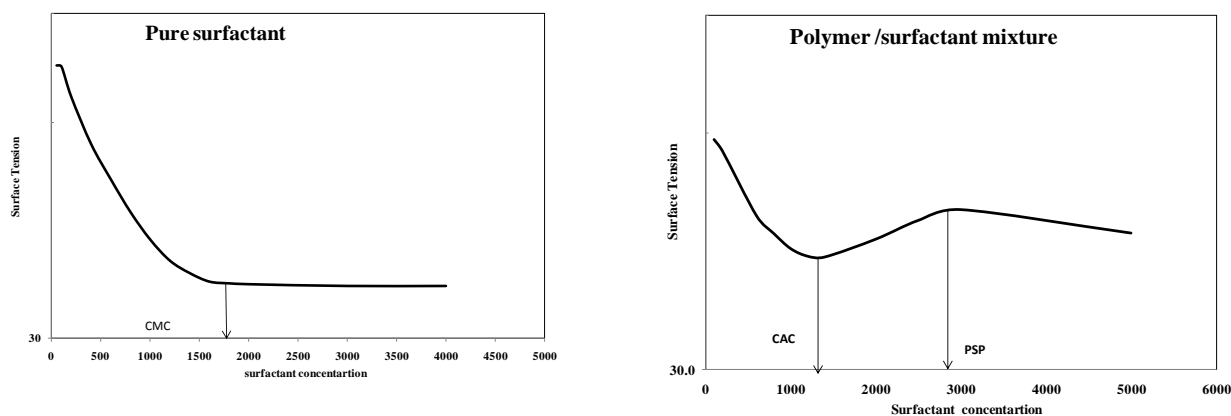 Pure surfactant
Surface Tension
30
CMC
0 500 1000 1500 2000 2500 3000 3500 4000 4500 5000
surfactant concentartion
Polymer /surfactant mixture
Surface Tension
30.0
CAC
PSP
0 1000 2000 3000 4000 5000 6000
Surfactant concentartion